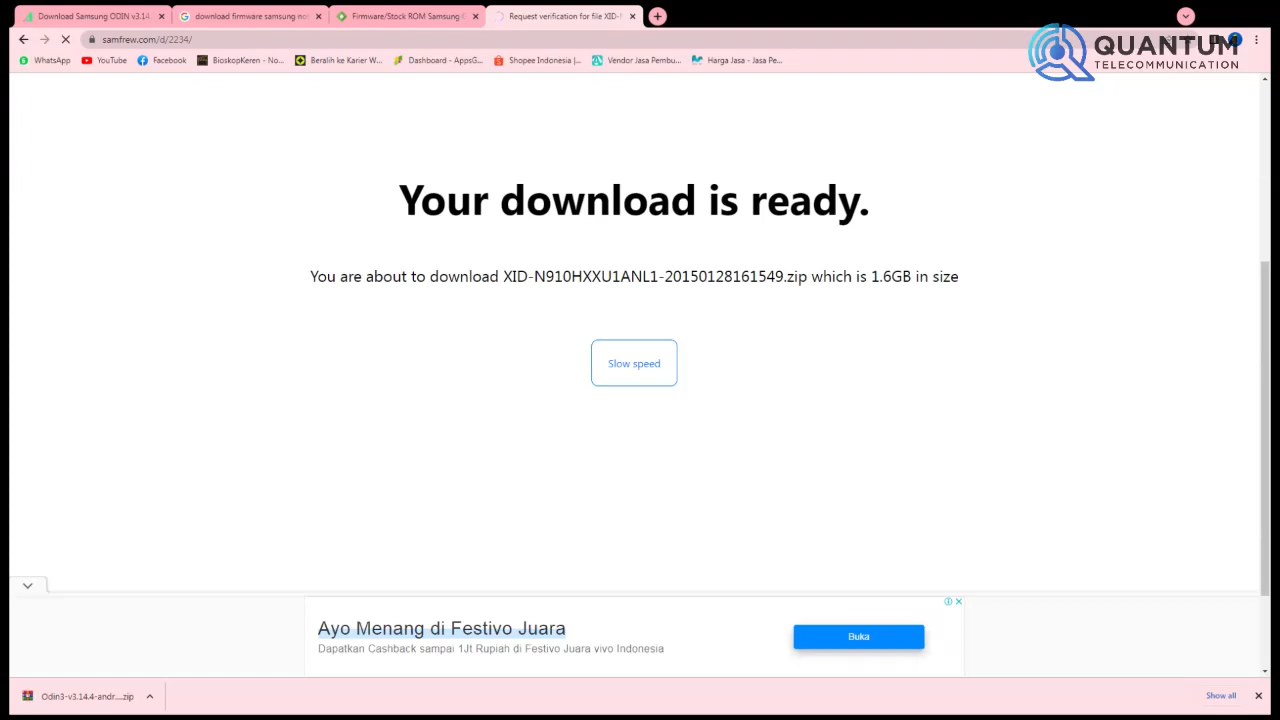 Download Samsung ODIN v3.14.
download firmware samsung no
Firmware/Stock ROM Samsung
Request verification for file XID-N
samfrew.com/d/2234/
WhatsApp
YouTube
Facebook
BioskopKeren - No...
Beralih ke Karier W...
Dashboard - AppsG...
Shopee Indonesia |...
Vendor Jasa Pembu...
Harga Jasa - Jasa Pe...
QUANTUM
TELECOMMUNICATION
Your download is ready.
You are about to download XID-N910HXXU1ANL1-20150128161549.zip which is 1.6GB in size
Slow speed
Ayo Menang di Festivo Juara
Dapatkan Cashback sampai 1Jt Rupiah di Festivo Juara vivo Indonesia
Buka
Odin3-v3.14.4-andr....zip
Show all